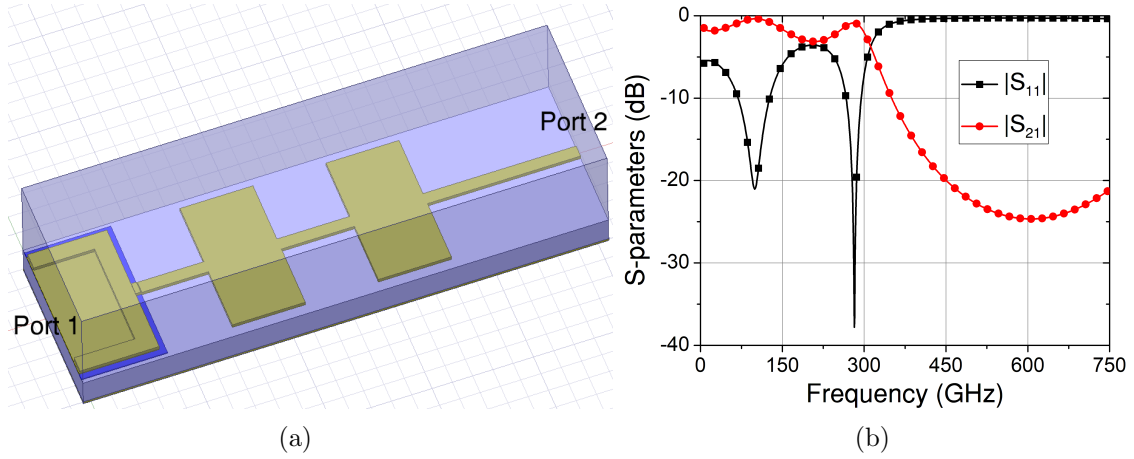 Port 1
Port 2
(a)
0
-10
-20
-30
-40
S-parameters (dB)
|S₁₁|
|S₂₁|
0
150
300
450
600
750
Frequency (GHz)
(b)